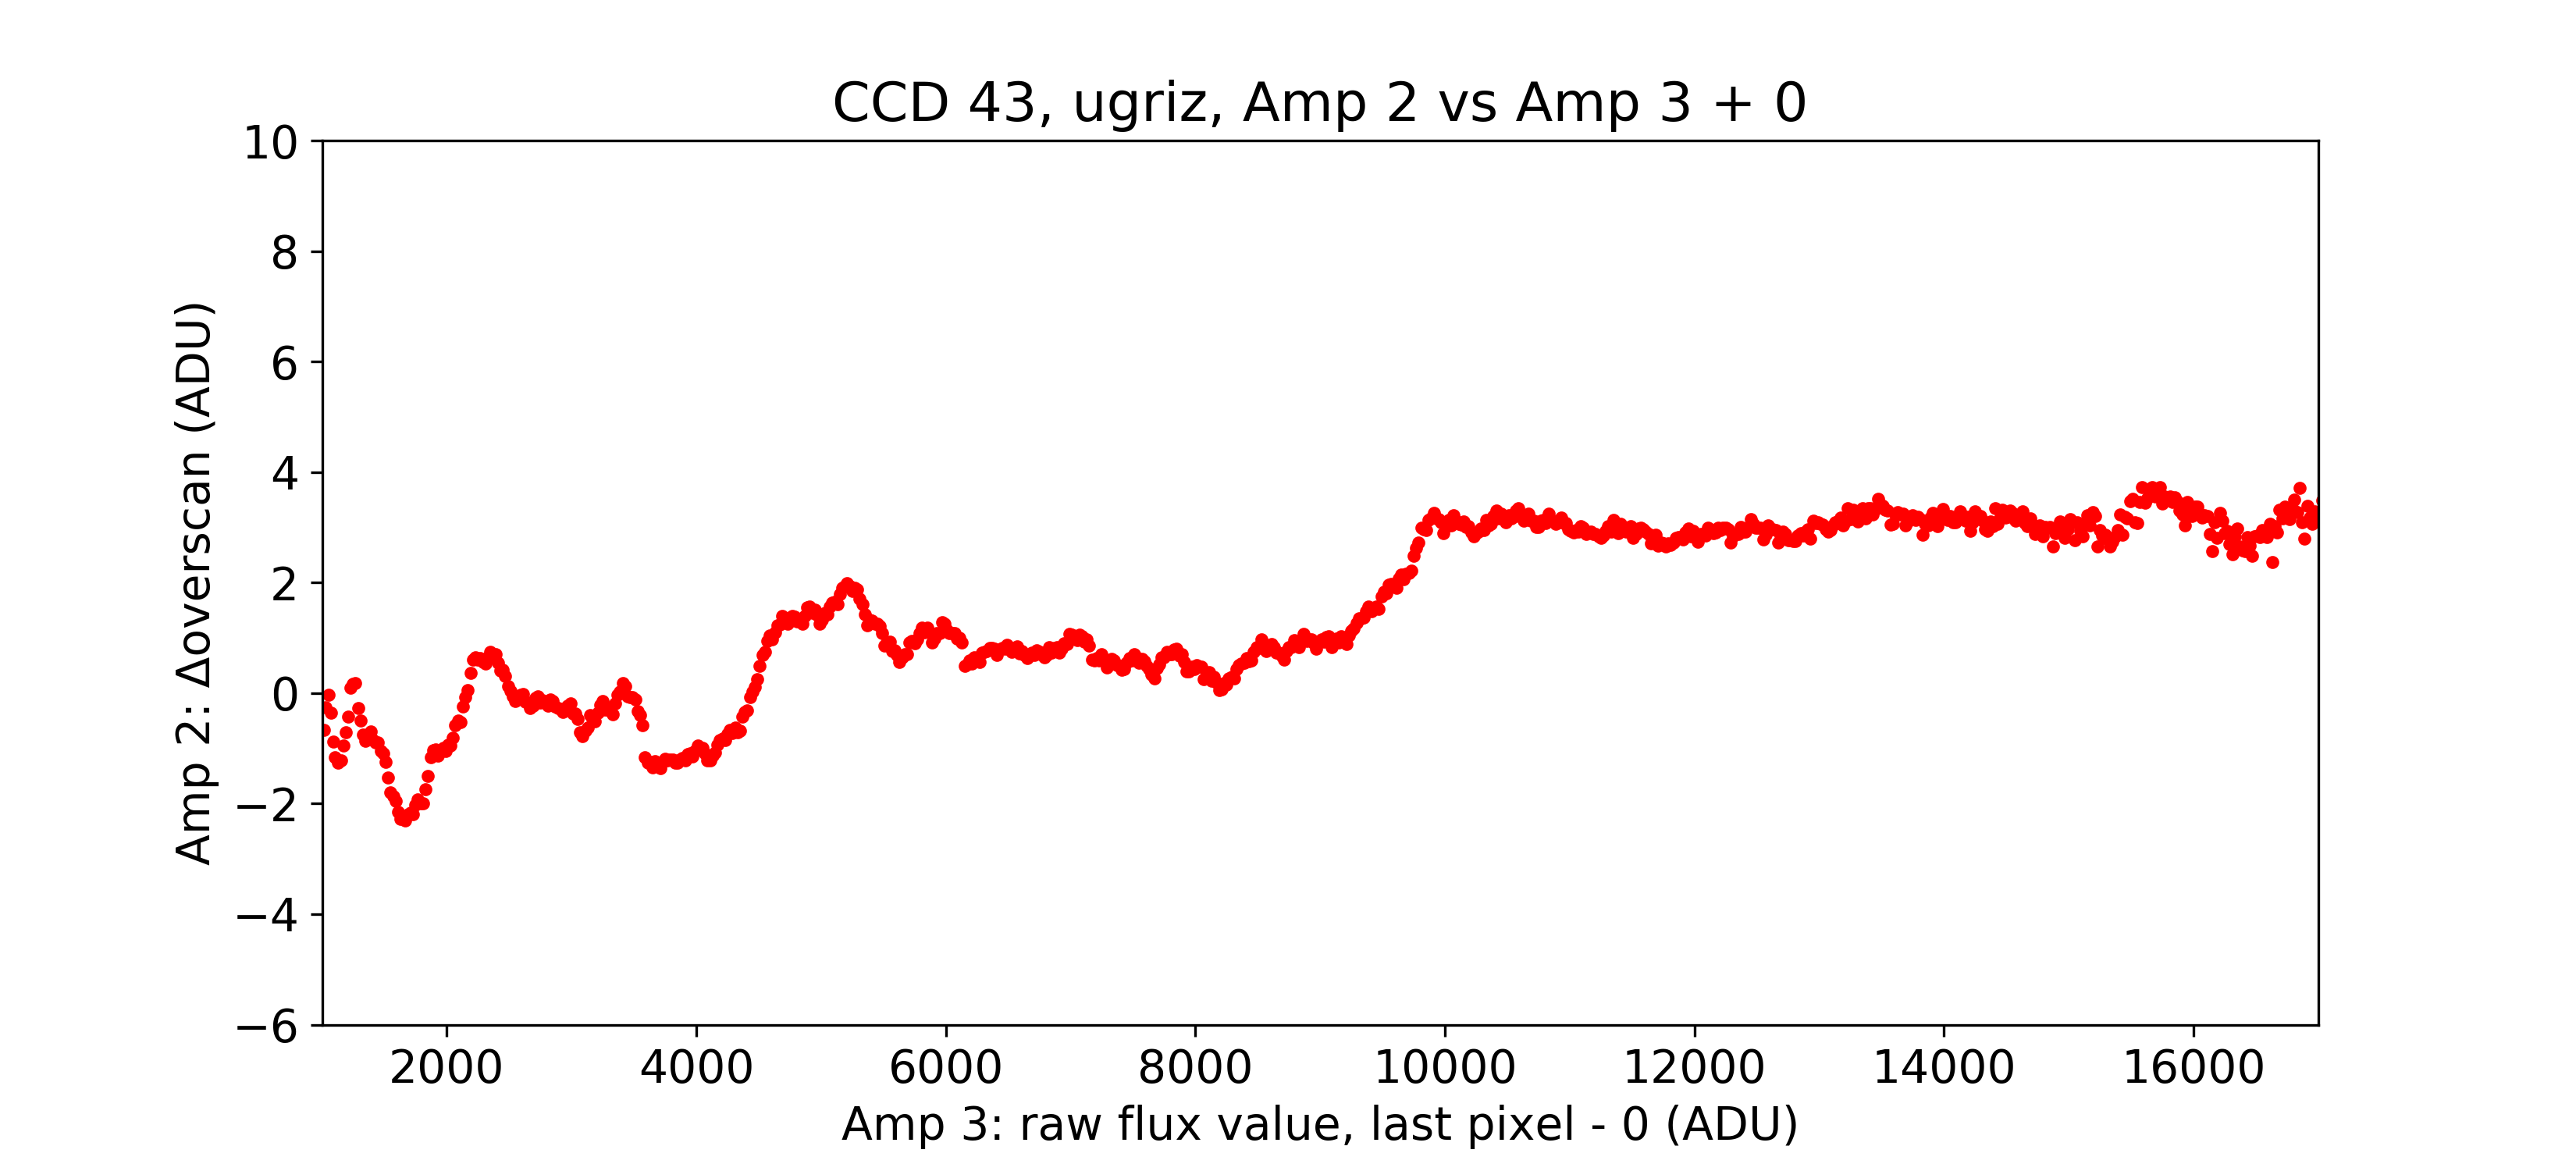 CCD 43, ugriz, Amp 2 vs Amp 3 + 0
10
8
6
4
2
0
−2
−4
−6
Amp 2: Δoverscan (ADU)
2000 4000 6000 8000 10000 12000 14000 16000
Amp 3: raw flux value, last pixel - 0 (ADU)